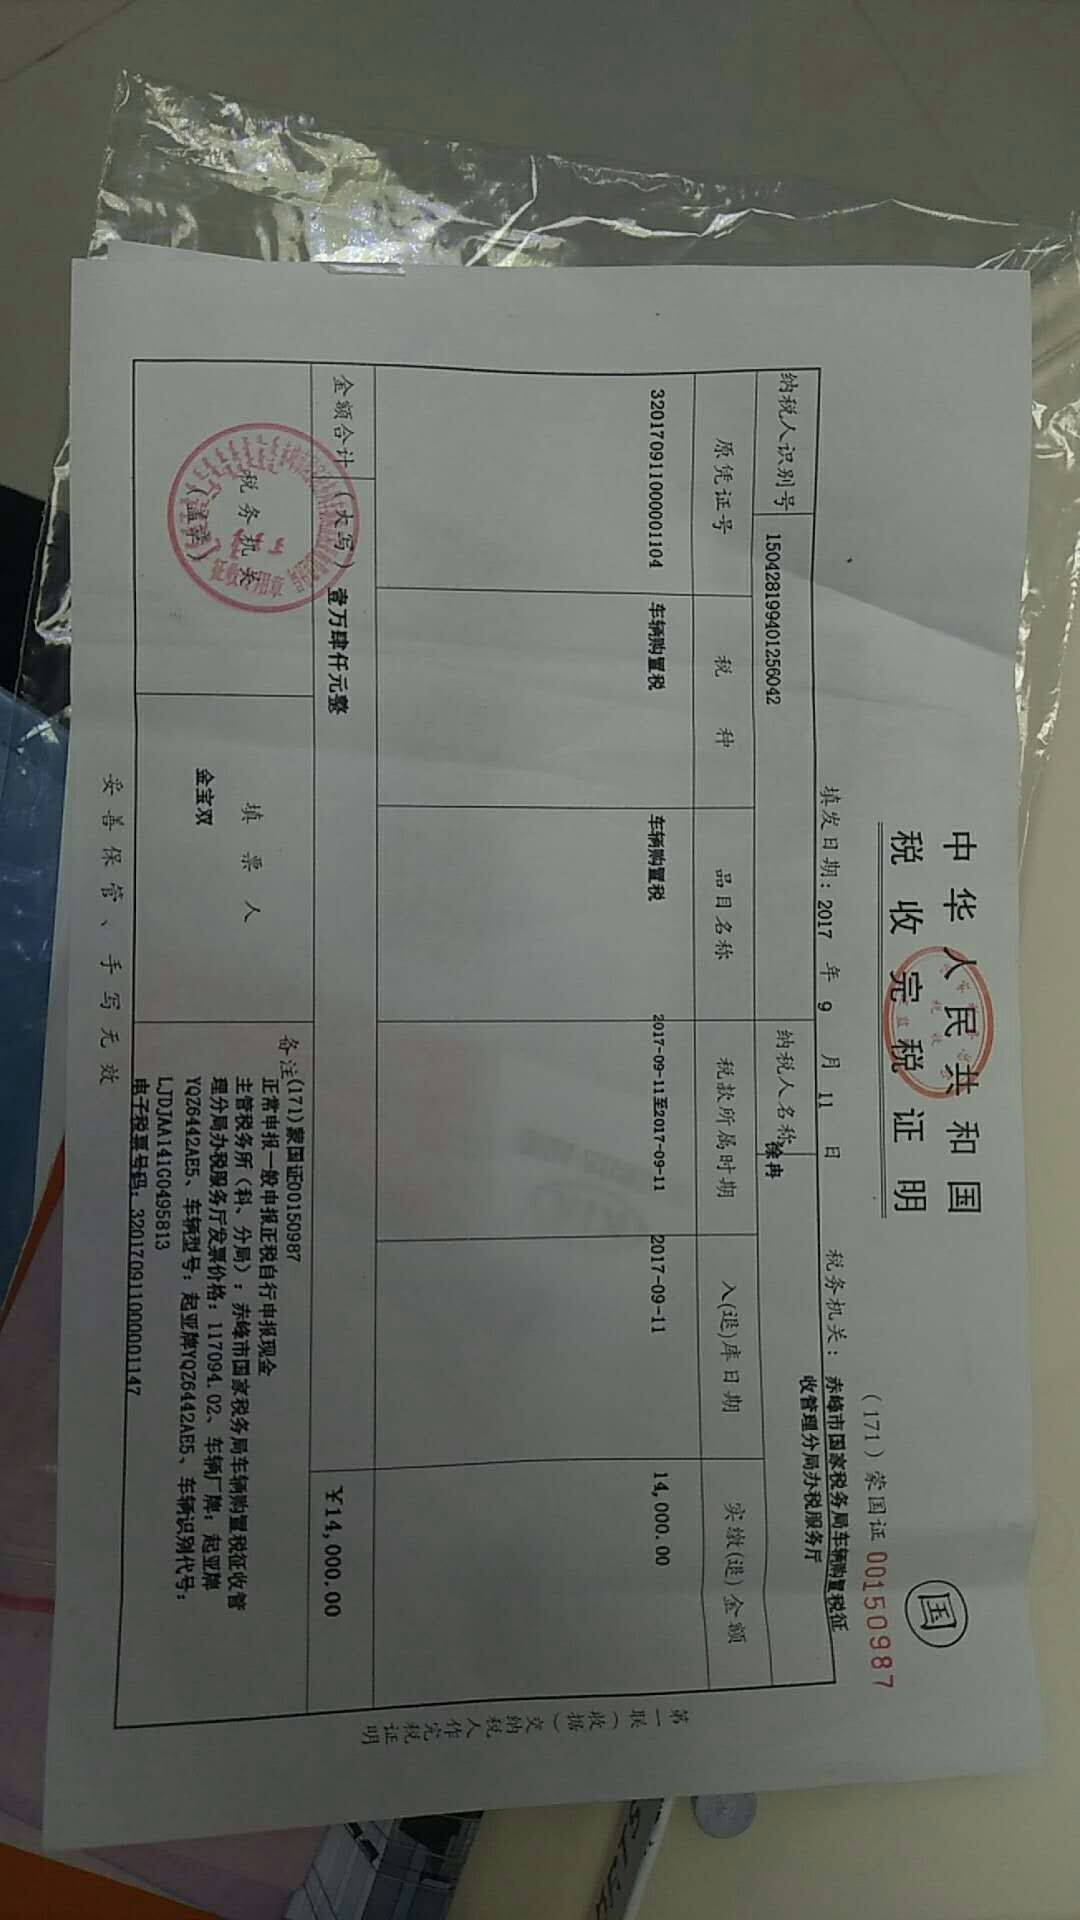 中华人民共和国
税收完税证明
国
(171)蒙国证 00150987
填发日期：2017 年 9 月 11 日
税务机关：赤峰市国家税务局车辆购置税征
收管理分局办税服务厅
纳税人识别号 150428199401256042 纳税人名称 徐冉
原凭证号 税种 品目名称 税款所属时期 入(退)库日期 实缴(退)金额
320170911000001104 车辆购置税 车辆购置税 2017-09-11至2017-09-11 2017-09-11 14,000.00
金额合计 (大写) 壹万肆仟元整 ¥14,000.00
税务机关
(盖章)
征收专用章
填票人
金宝双
备注(171)蒙国证00150987
正常申报一般申报正税自行申报现金
主管税务所(科、分局)：赤峰市国家税务局车辆购置税征收管
理分局办税服务厅发票价格：117094.02、车辆厂牌：起亚牌
YQZ6442AE5、车辆型号：起亚牌YQZ6442AE5、车辆识别代号：
LJDJAA141G0495813
电子税票号码：320170911000001147
妥善保管、手写无效
第一联(收据)交纳税人作完税证明